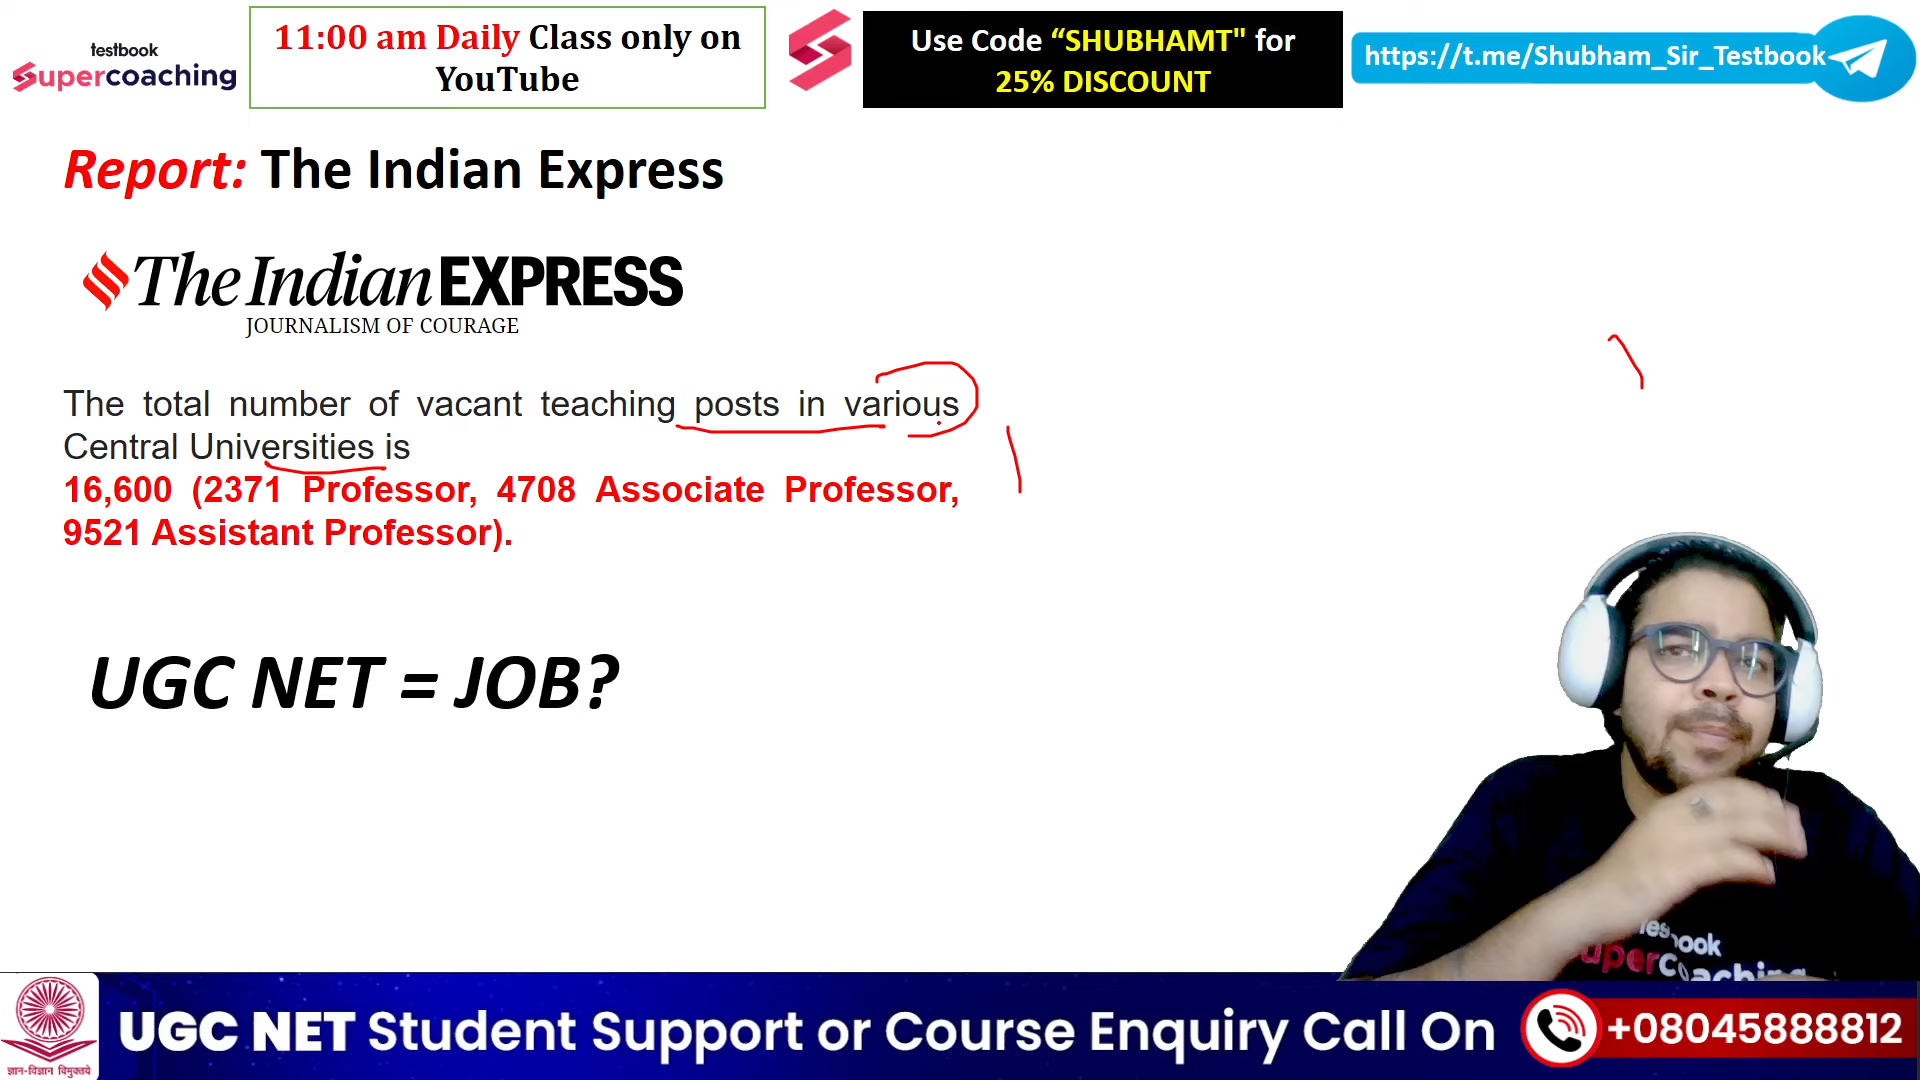 testbook
Supercoaching
11:00 am Daily Class only on
YouTube
Use Code “SHUBHAMT" for
25% DISCOUNT
https://t.me/Shubham_Sir_Testbook
Report: The Indian Express
The Indian EXPRESS
JOURNALISM OF COURAGE
The total number of vacant teaching posts in various
Central Universities is
16,600 (2371 Professor, 4708 Associate Professor,
9521 Assistant Professor).
UGC NET = JOB?
book
supercoaching
ज्ञान-विज्ञान विमुक्तये
UGC NET Student Support or Course Enquiry Call On
+08045888812